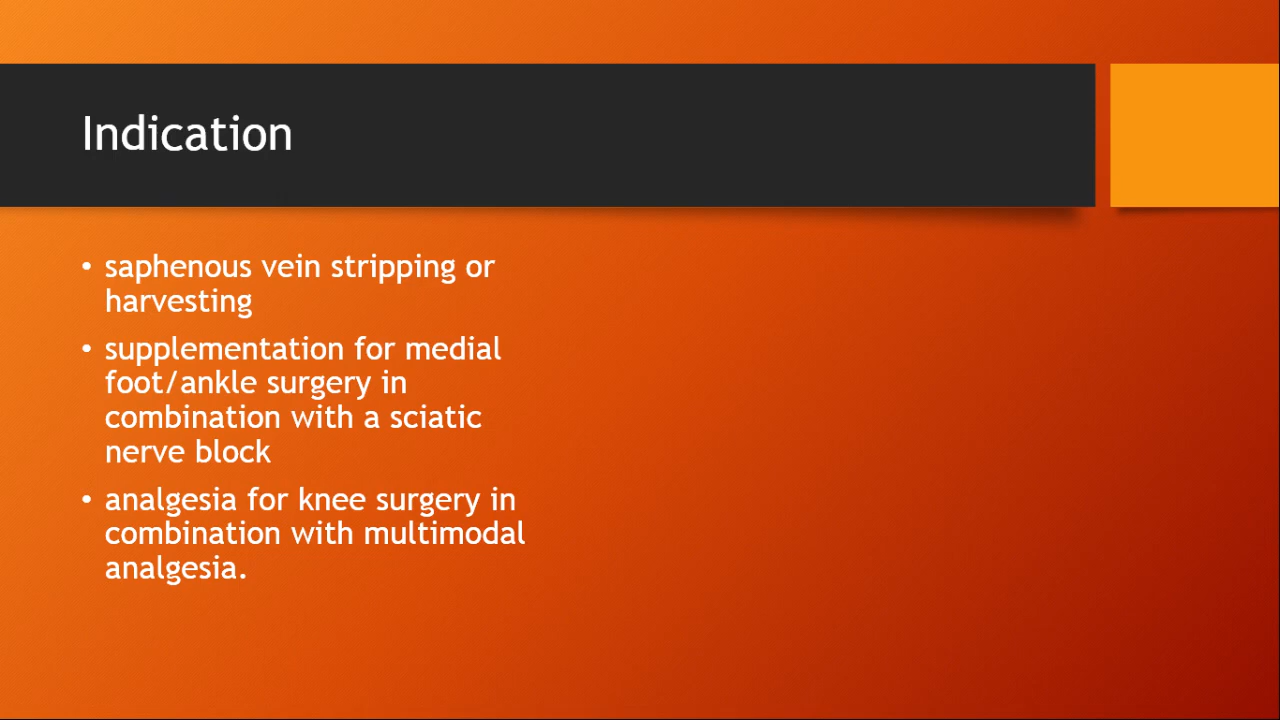 Indication
• saphenous vein stripping or
harvesting
• supplementation for medial
foot/ankle surgery in
combination with a sciatic
nerve block
• analgesia for knee surgery in
combination with multimodal
analgesia.